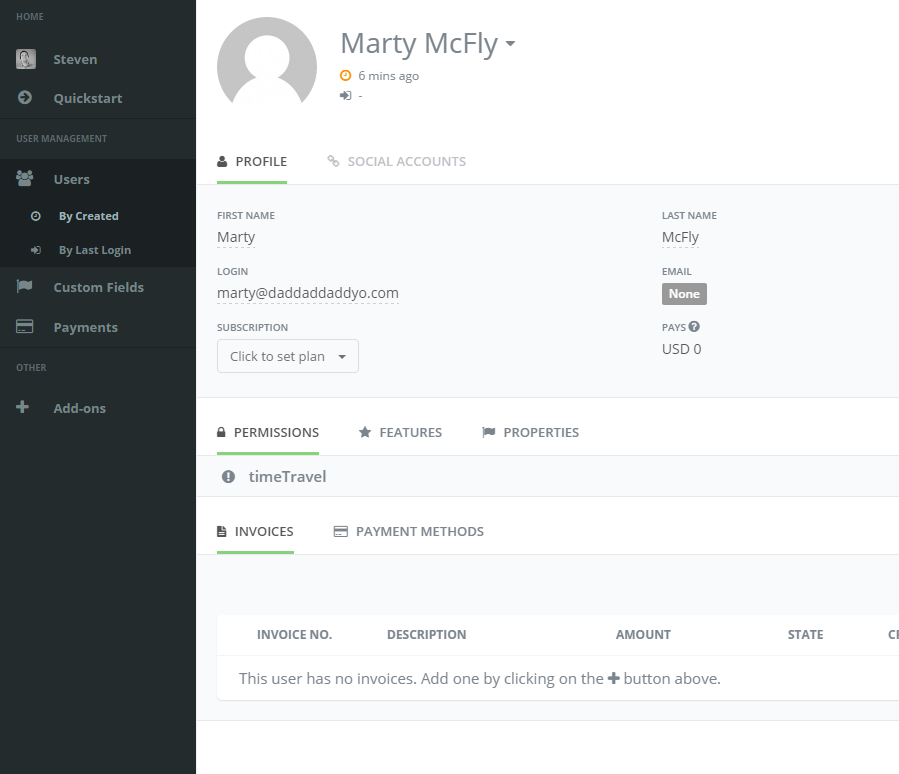 HOME
Steven
Quickstart
USER MANAGEMENT
Users
By Created
By Last Login
Custom Fields
Payments
OTHER
Add-ons
Marty McFly
6 mins ago
-
PROFILE SOCIAL ACCOUNTS
FIRST NAME LAST NAME
Marty McFly
LOGIN EMAIL
marty@daddaddaddyo.com None
SUBSCRIPTION PAYS
Click to set plan USD 0
PERMISSIONS FEATURES PROPERTIES
timeTravel
INVOICES PAYMENT METHODS
INVOICE NO. DESCRIPTION AMOUNT STATE
This user has no invoices. Add one by clicking on the + button above.